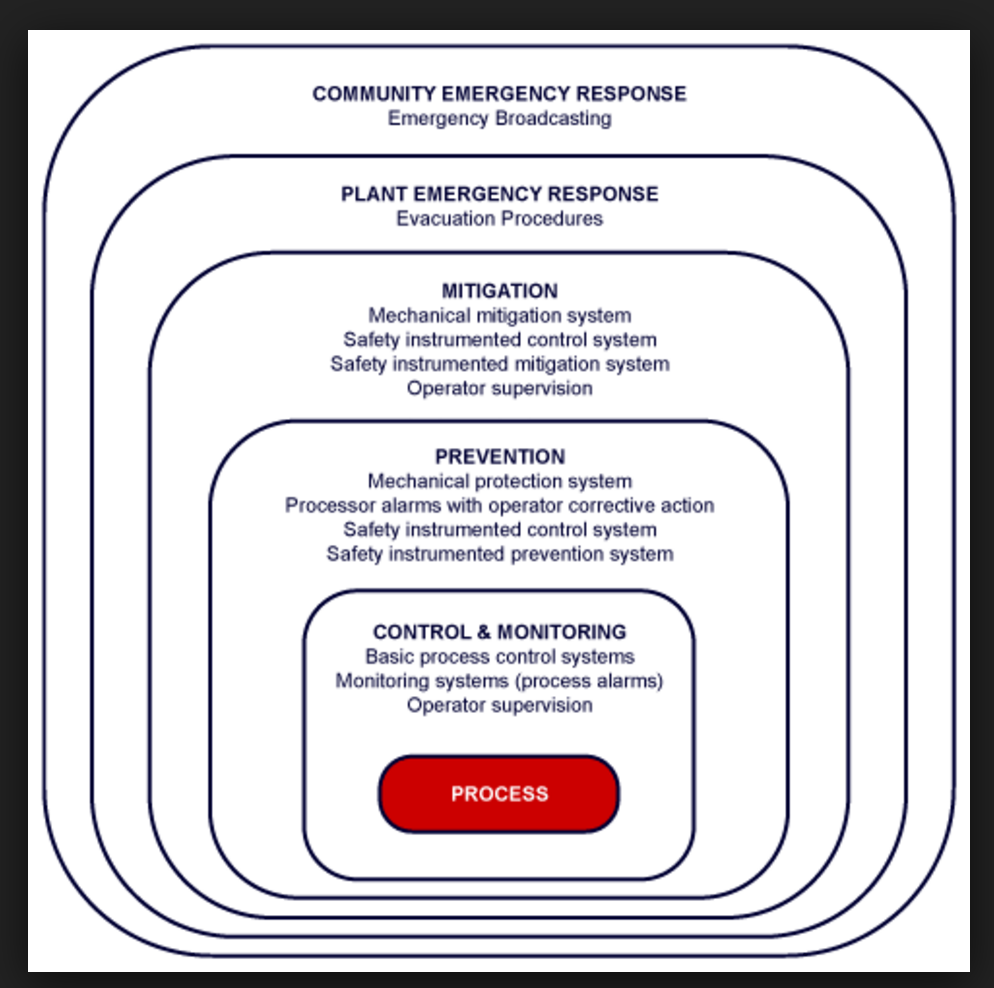 COMMUNITY EMERGENCY RESPONSE
Emergency Broadcasting
PLANT EMERGENCY RESPONSE
Evacuation Procedures
MITIGATION
Mechanical mitigation system
Safety instrumented control system
Safety instrumented mitigation system
Operator supervision
PREVENTION
Mechanical protection system
Processor alarms with operator corrective action
Safety instrumented control system
Safety instrumented prevention system
CONTROL & MONITORING
Basic process control systems
Monitoring systems (process alarms)
Operator supervision
PROCESS